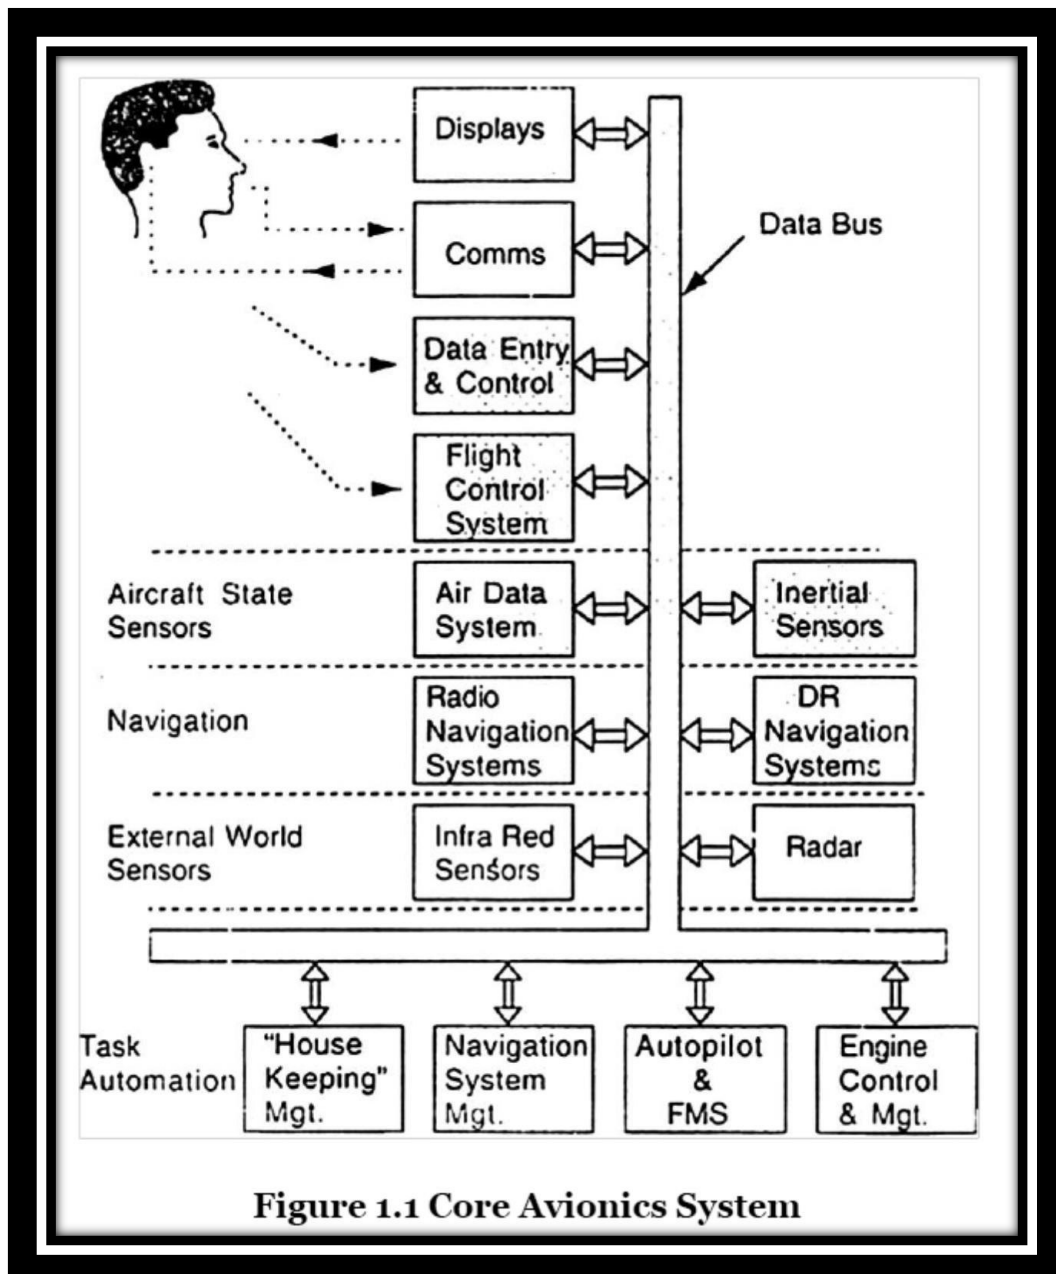 Displays
Data Bus
Comms
Data Entry
& Control
Flight
Control
System
Aircraft State
Sensors
Air Data
System
Inertial
Sensors
Navigation
Radio
Navigation
Systems
DR
Navigation
Systems
External World
Sensors
Infra Red
Sensors
Radar
Task
Automation
"House
Keeping"
Mgt.
Navigation
System
Mgt.
Autopilot
&
FMS
Engine
Control
& Mgt.
Figure 1.1 Core Avionics System